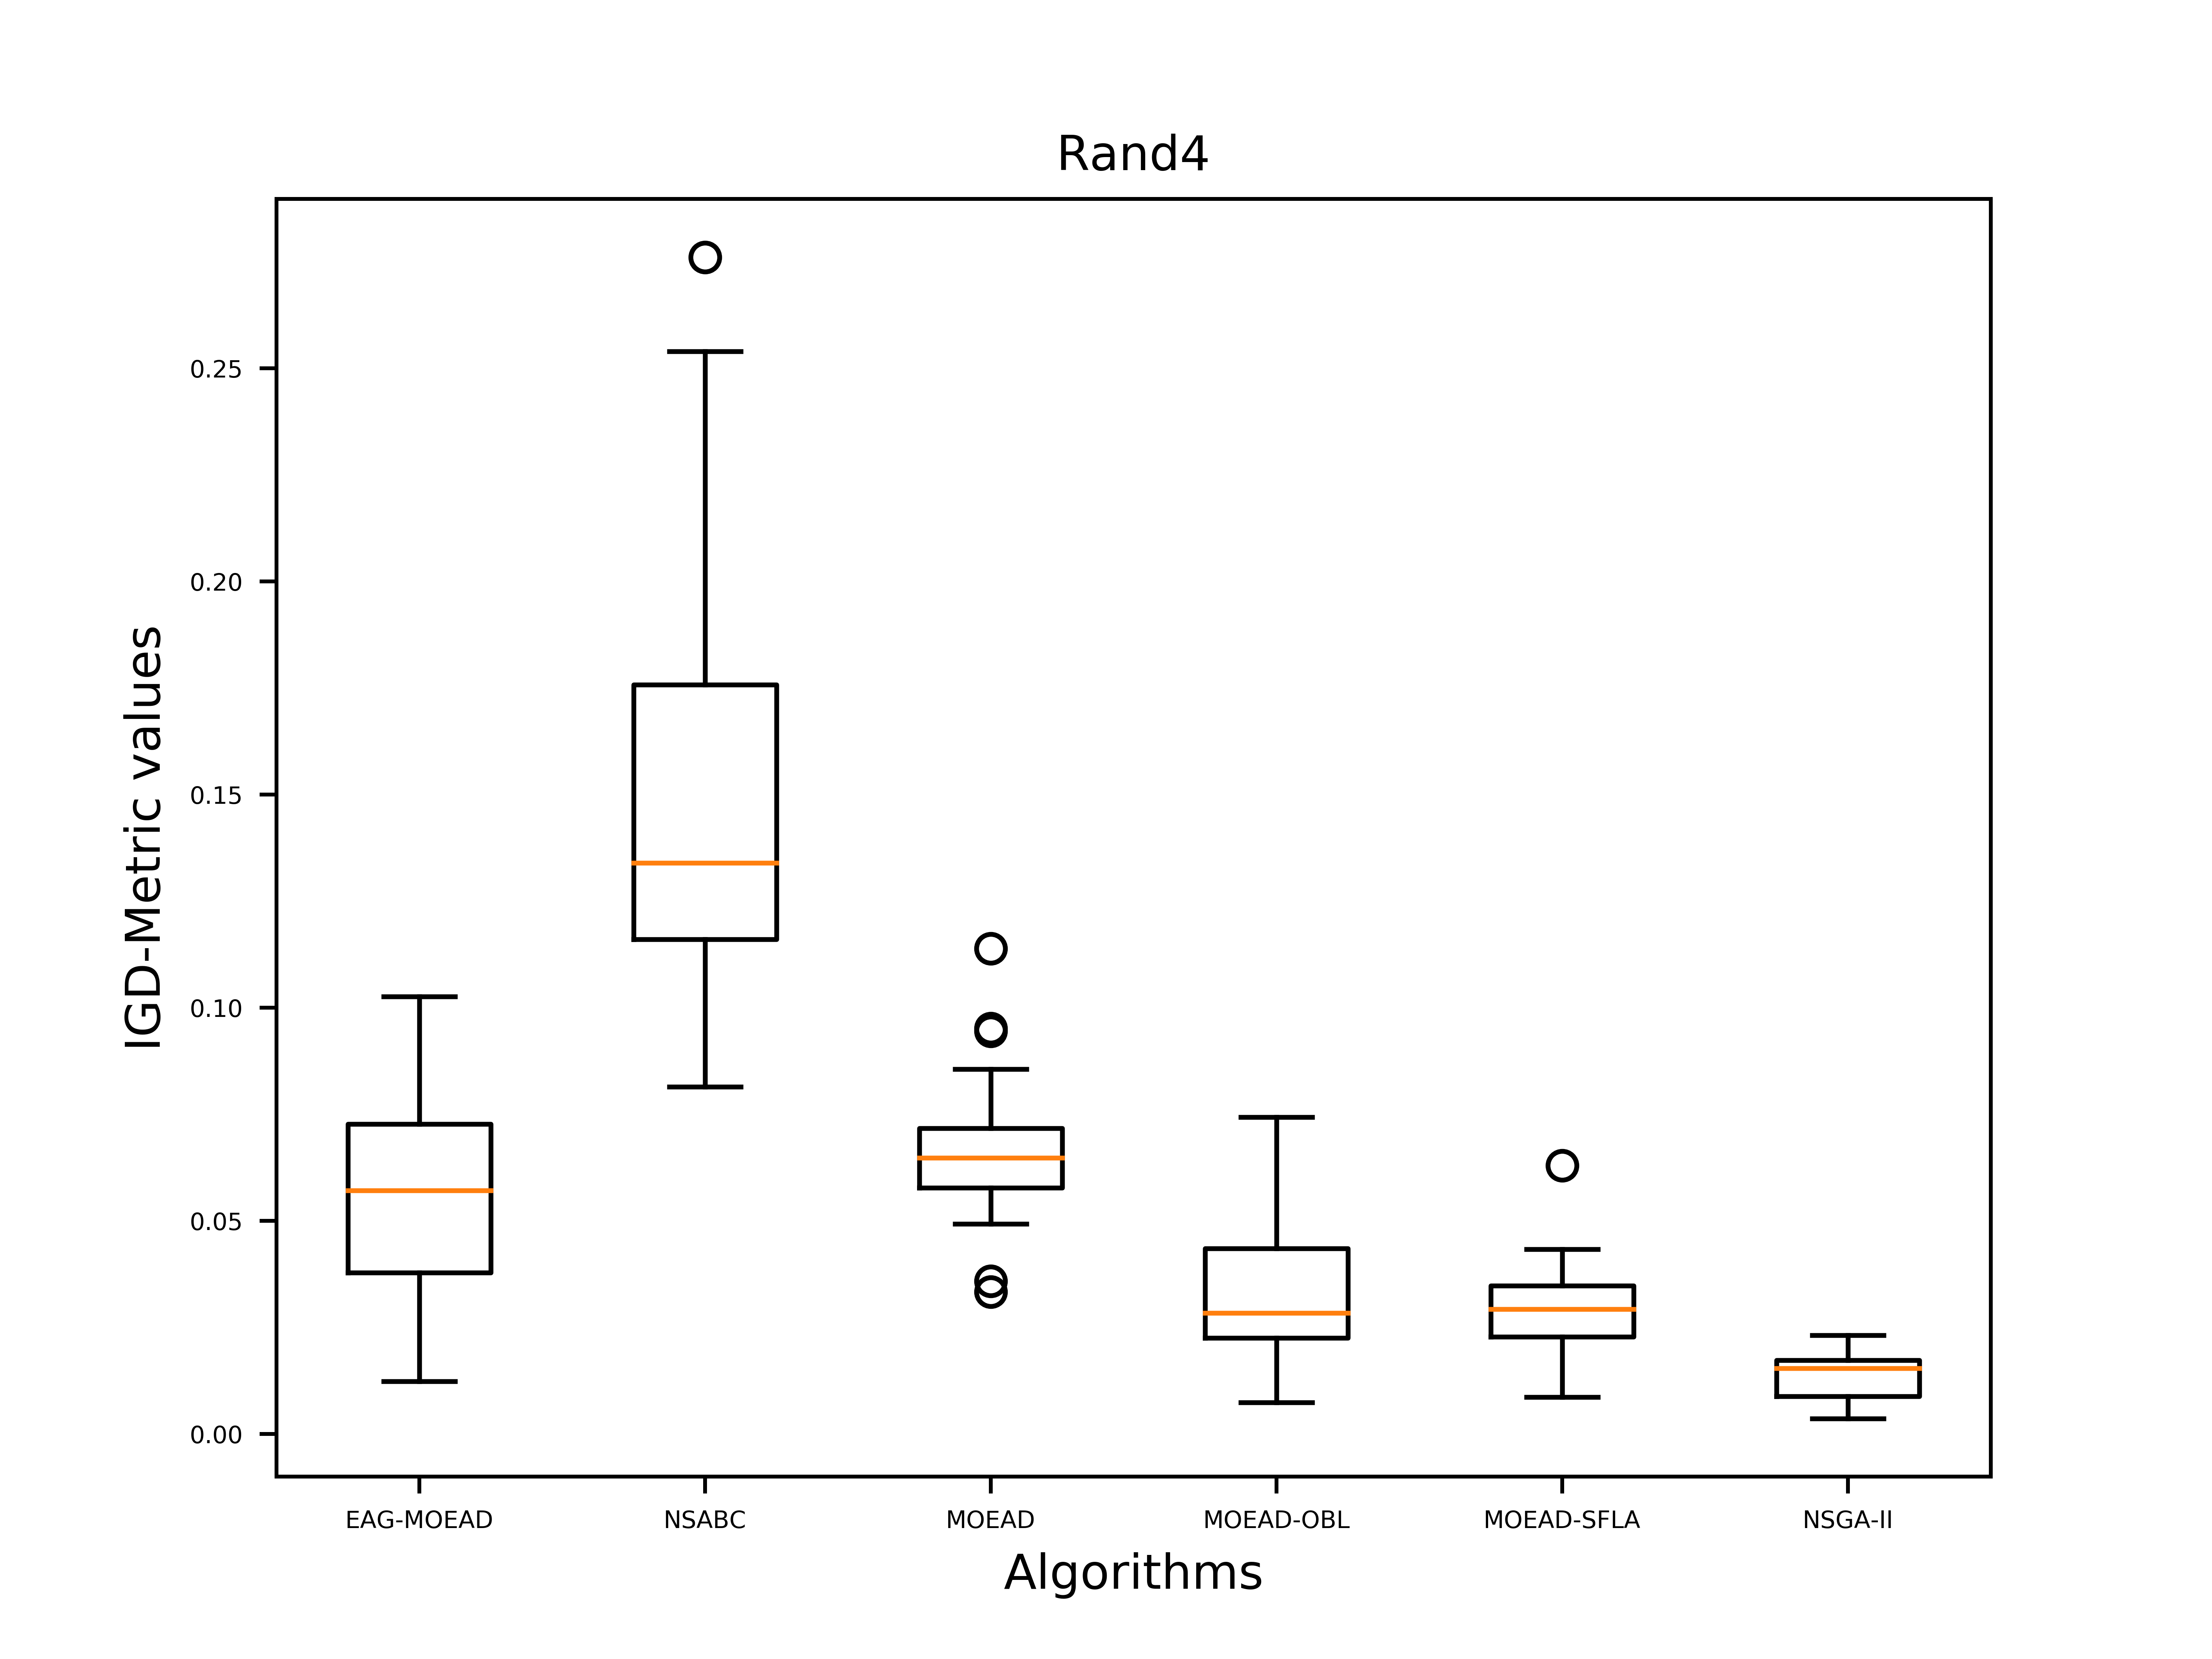 Rand4
IGD-Metric values
0.25
0.20
0.15
0.10
0.05
0.00
EAG-MOEAD NSABC MOEAD MOEAD-OBL MOEAD-SFLA NSGA-II
Algorithms